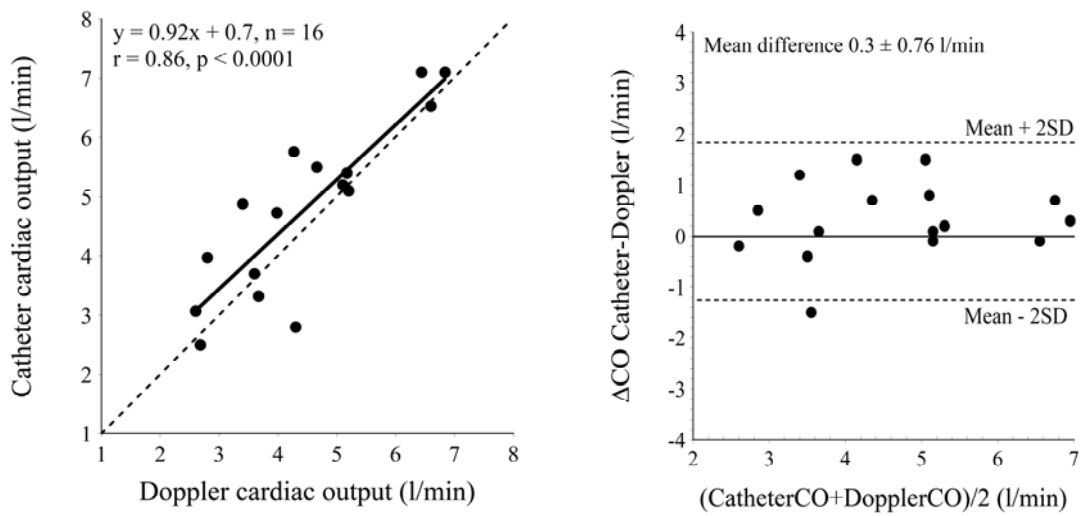 y = 0.92x + 0.7, n = 16
r = 0.86, p < 0.0001
Catheter cardiac output (l/min)
8
7
6
5
4
3
2
1
1 2 3 4 5 6 7 8
Doppler cardiac output (l/min)
Mean difference 0.3 ± 0.76 l/min
ΔCO Catheter-Doppler (l/min)
4
3
2
1
0
-1
-2
-3
-4
Mean + 2SD
Mean - 2SD
2 3 4 5 6 7
(CatheterCO+DopplerCO)/2 (l/min)